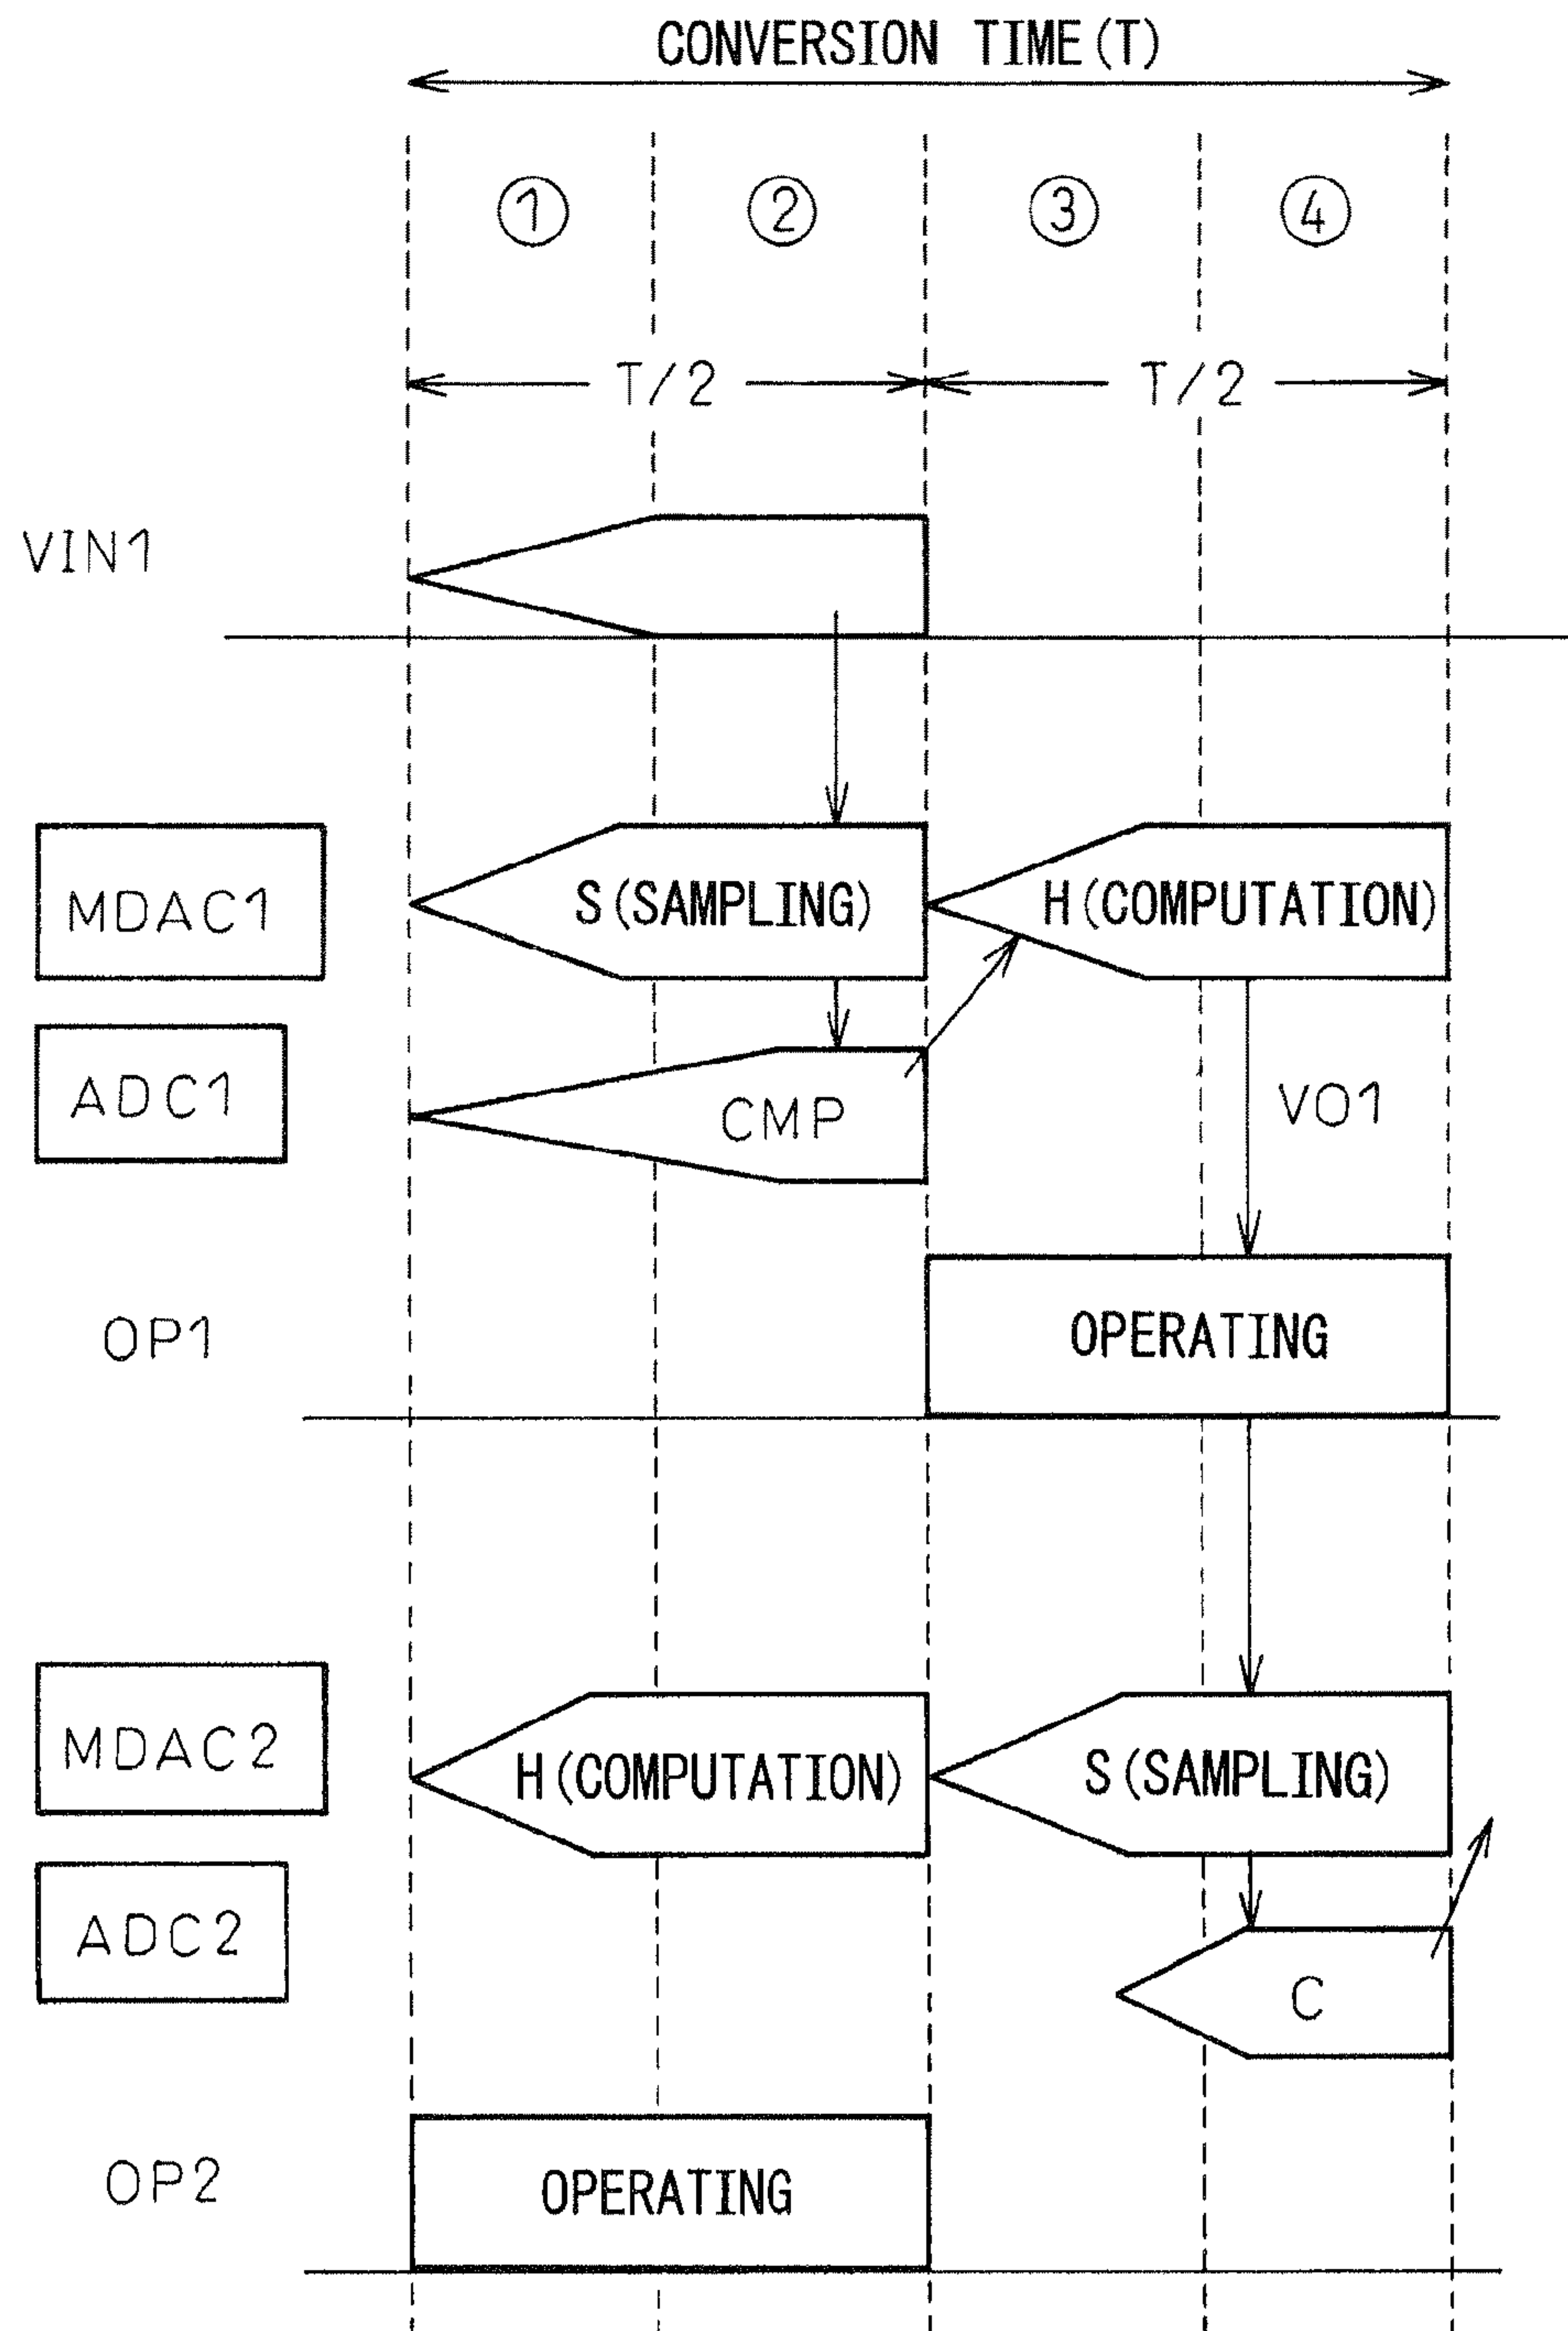 CONVERSION TIME(T)
① ② ③ ④
T/2 T/2
VIN1
MDAC1 S(SAMPLING) H(COMPUTATION)
ADC1 CMP VO1
OP1 OPERATING
MDAC2 H(COMPUTATION) S(SAMPLING)
ADC2 C
OP2 OPERATING